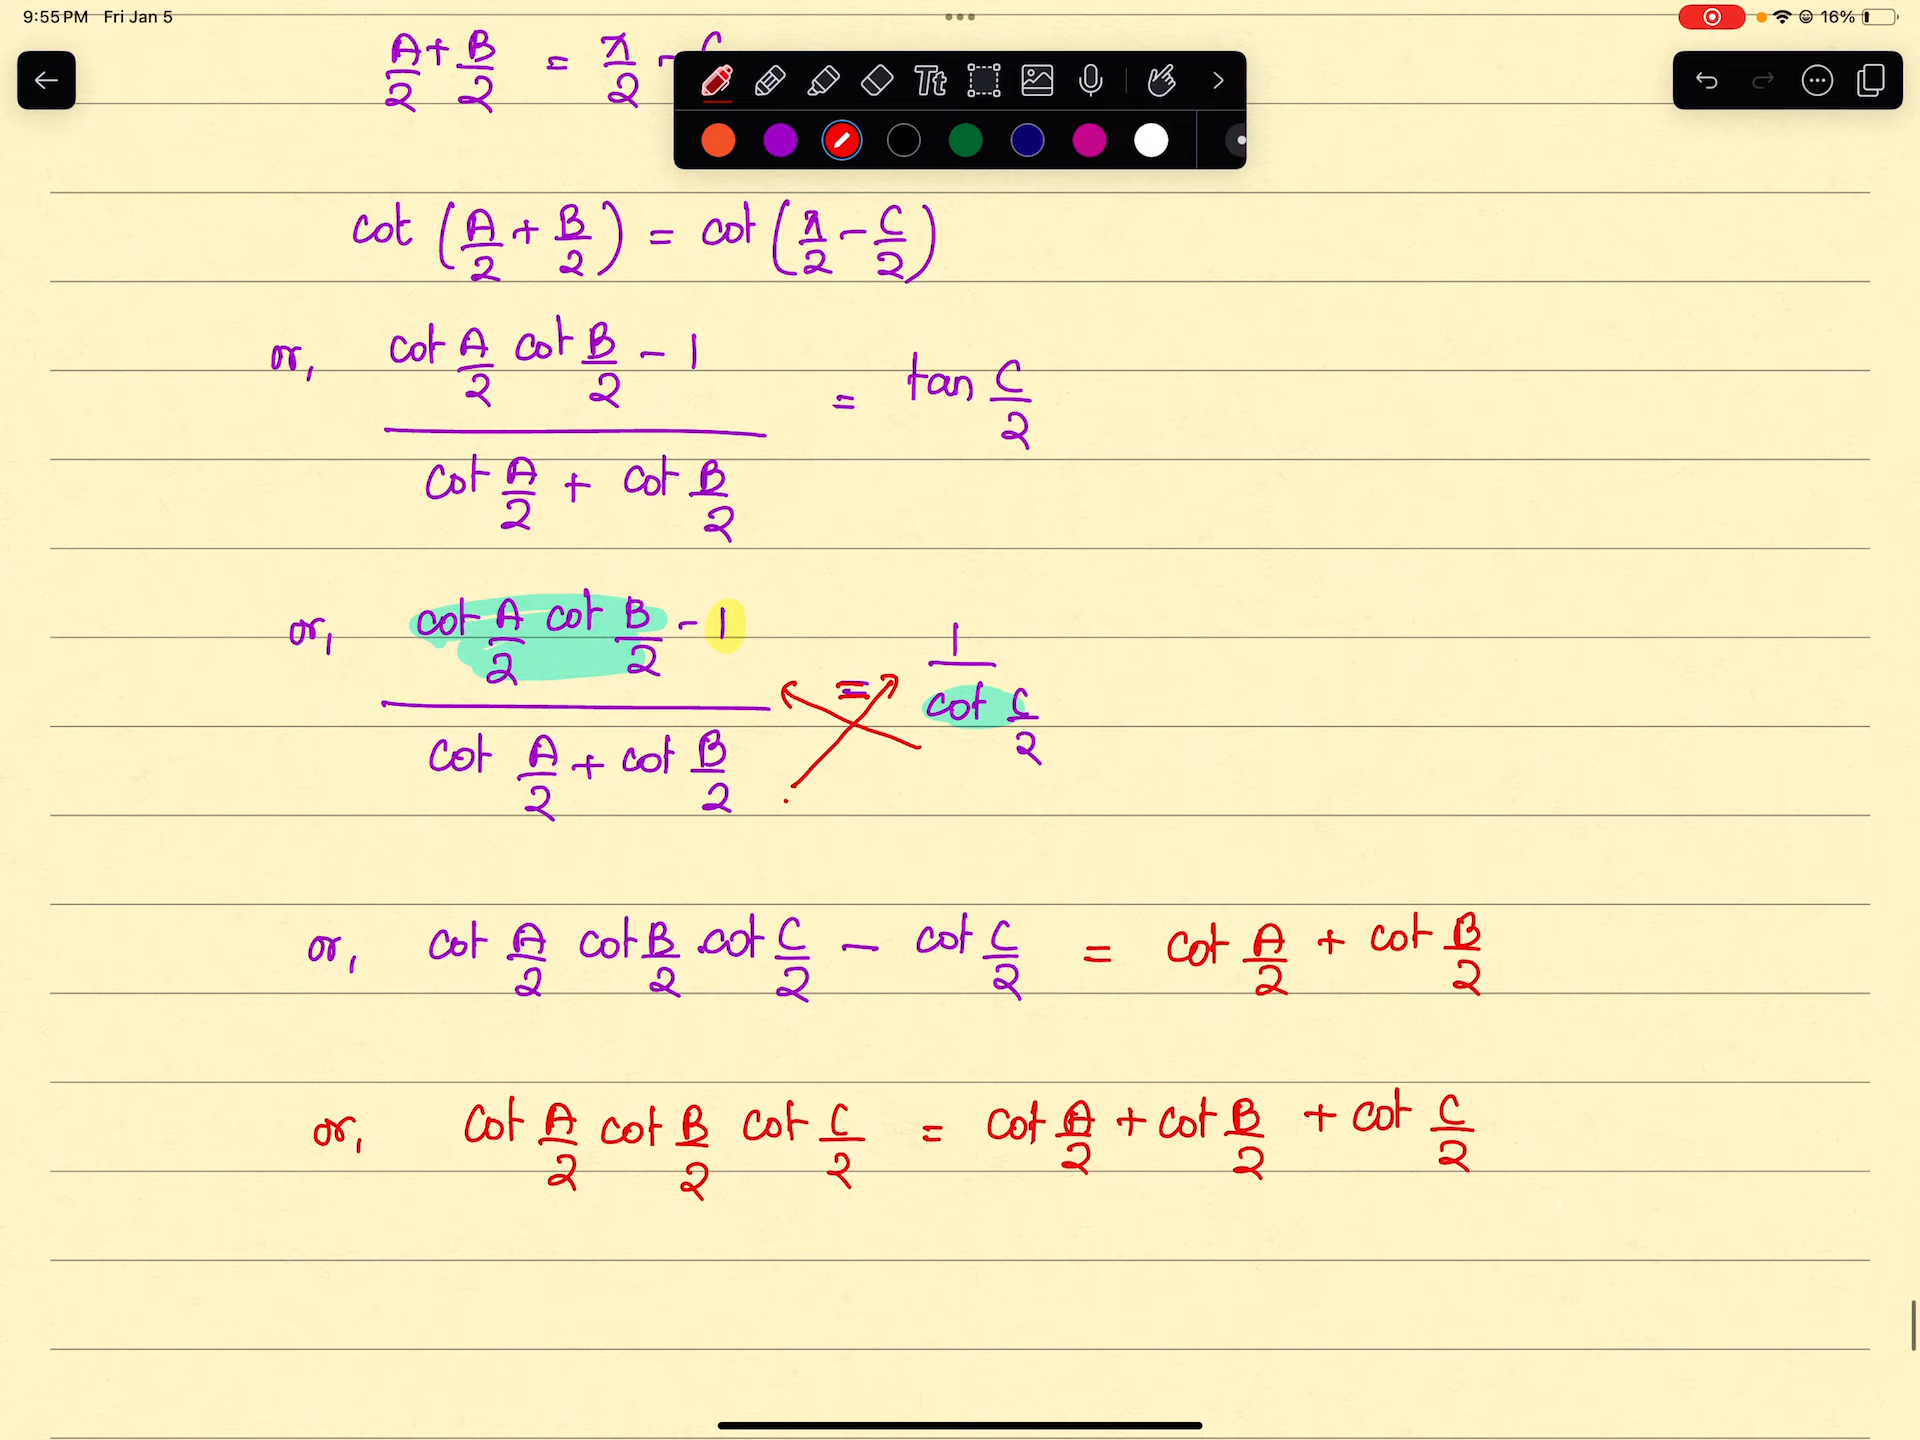 9:55 PM Fri Jan 5 16%
A/2 + B/2 = π/2 -
Tt
cot (A/2 + B/2) = cot (π/2 - C/2)
or, (cot A/2 cot B/2 - 1) / (cot A/2 + cot B/2) = tan C/2
or, (cot A/2 cot B/2 - 1) / (cot A/2 + cot B/2) = 1 / (cot C/2)
or, cot A/2 cot B/2 . cot C/2 - cot C/2 = cot A/2 + cot B/2
or, cot A/2 cot B/2 cot C/2 = cot A/2 + cot B/2 + cot C/2